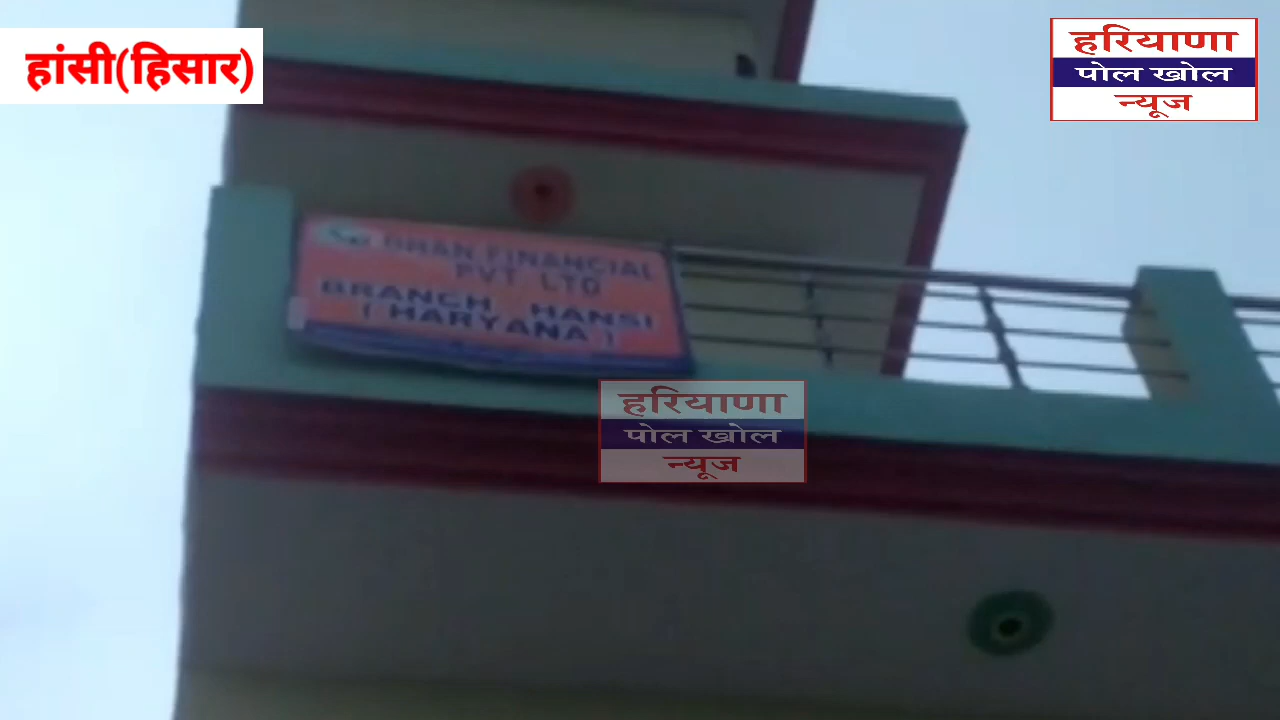 हांसी(हिसार)
हरियाणा
पोल खोल
न्यूज
FINANCIAL
PVT LTD
BRANCH HANSI
( HARYANA )
हरियाणा
पोल खोल
न्यूज